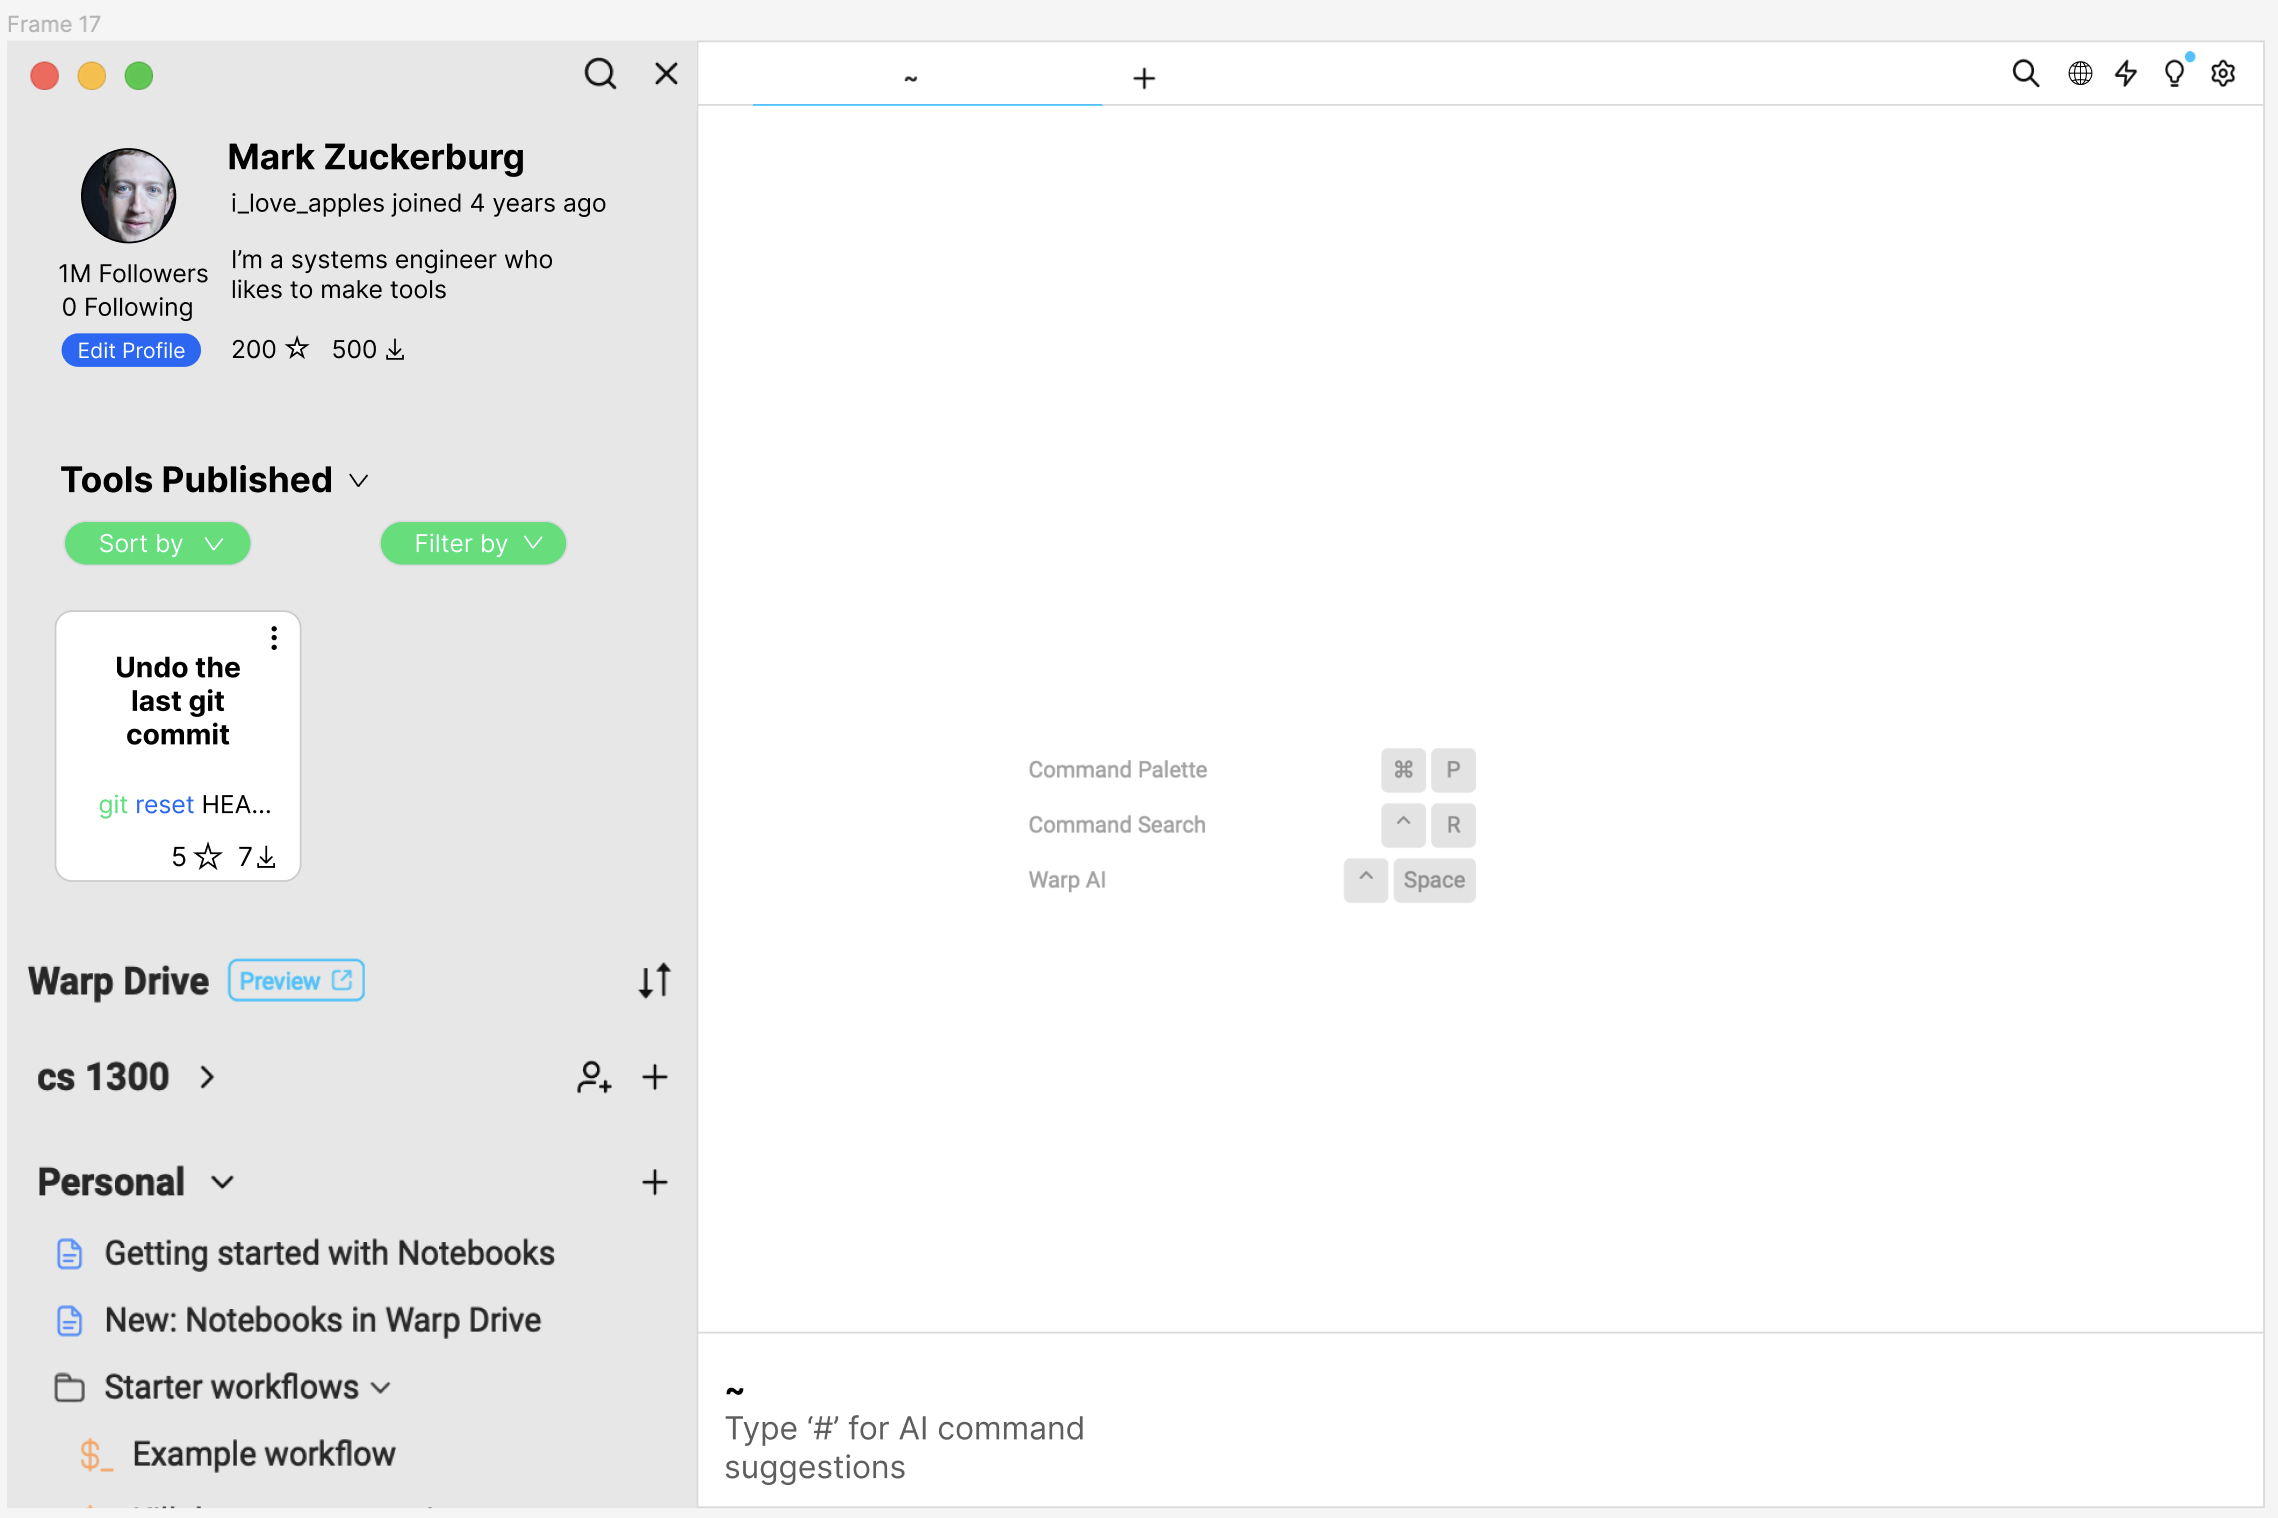 Frame 17
Mark Zuckerburg
i_love_apples joined 4 years ago
I’m a systems engineer who
likes to make tools
1M Followers
0 Following
Edit Profile
200
500
Tools Published
Sort by
Filter by
Undo the
last git
commit
git reset HEA...
5
7
Warp Drive
Preview
cs 1300
Personal
Getting started with Notebooks
New: Notebooks in Warp Drive
Starter workflows
$_ Example workflow
~
Command Palette ⌘ P
Command Search ^ R
Warp AI ^ Space
~
Type ‘#’ for AI command
suggestions